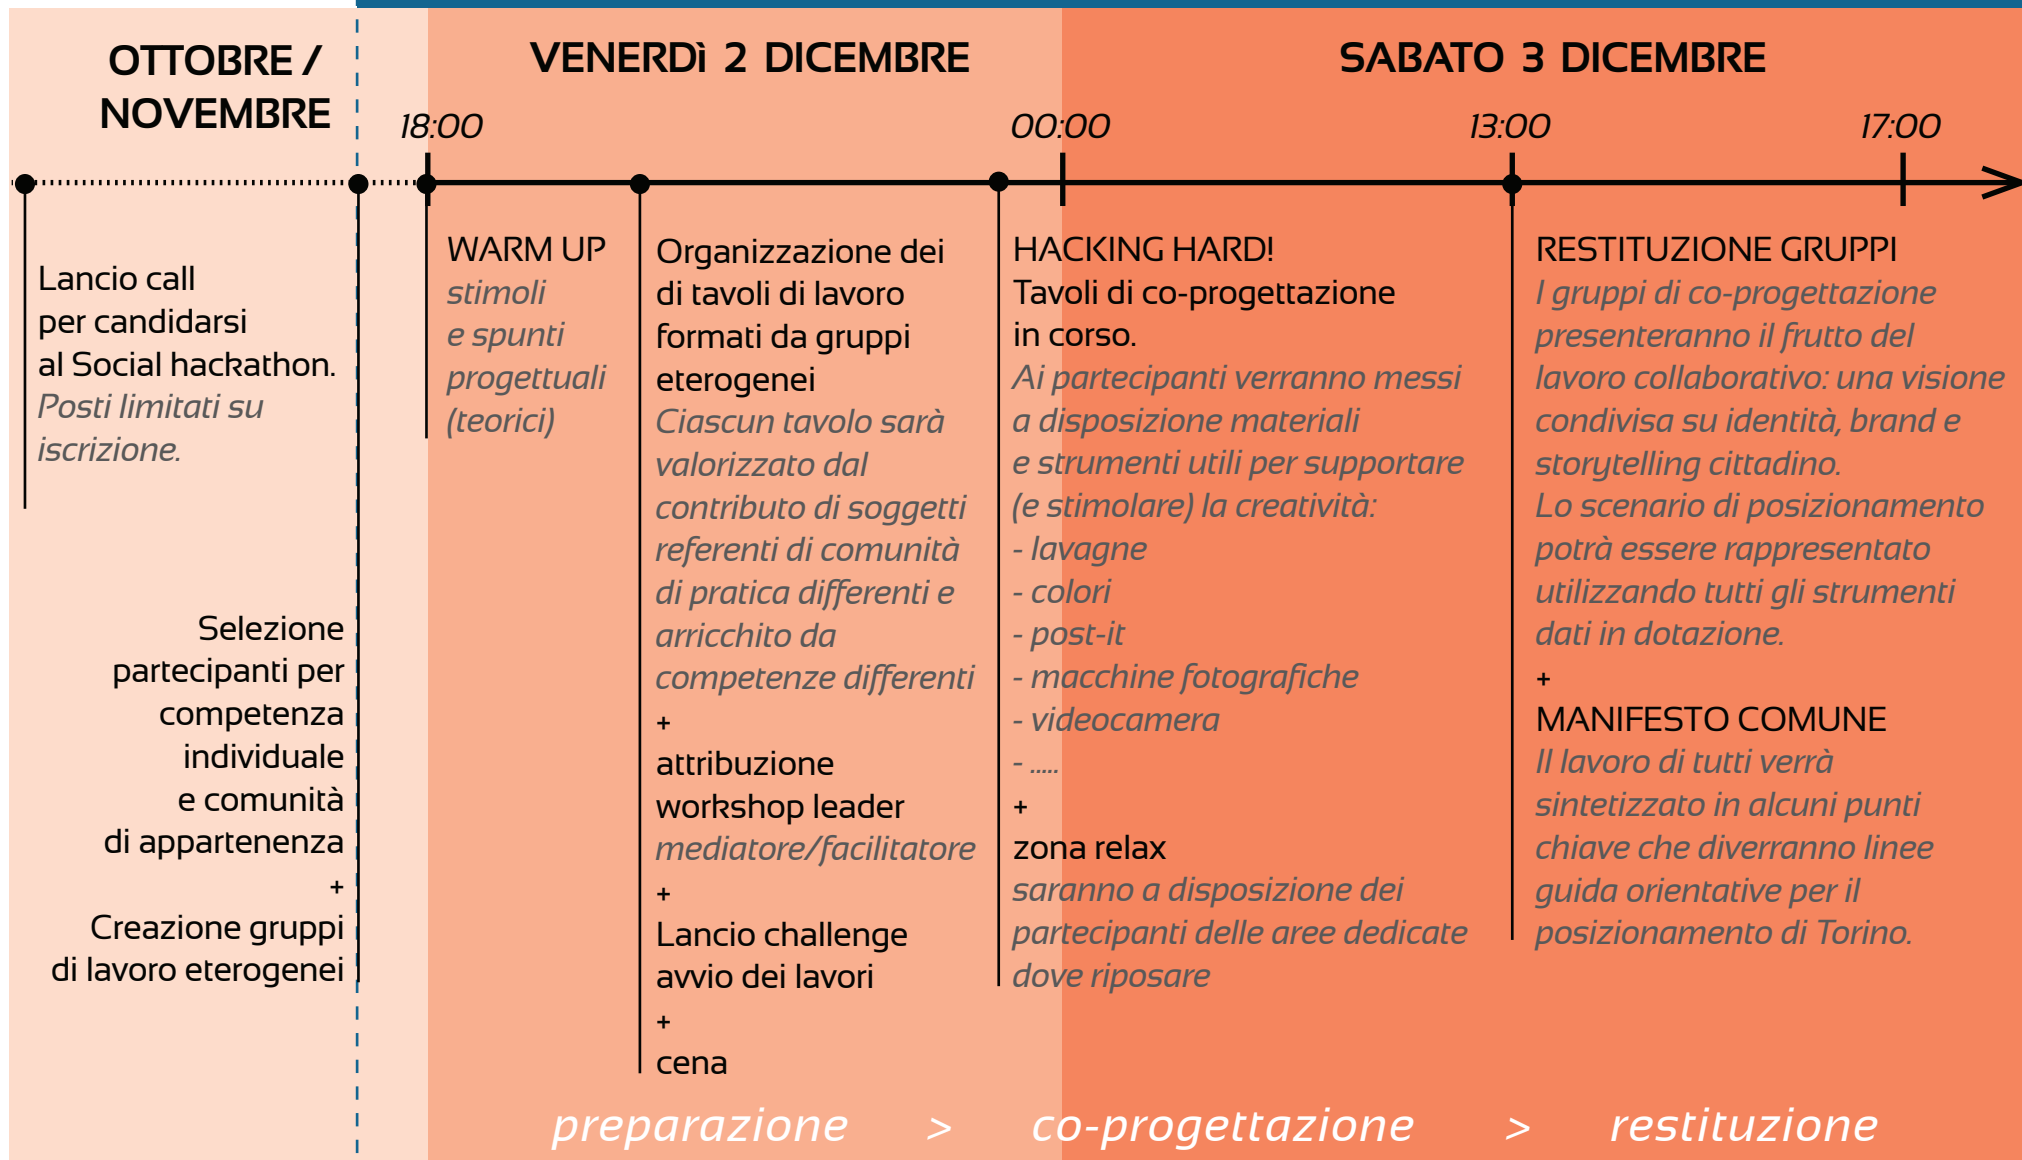 OTTOBRE /
NOVEMBRE
VENERDì 2 DICEMBRE
SABATO 3 DICEMBRE
18:00
00:00
13:00
17:00
Lancio call
per candidarsi
al Social hackathon.
Posti limitati su
iscrizione.
Selezione
partecipanti per
competenza
individuale
e comunità
di appartenenza
+
Creazione gruppi
di lavoro eterogenei
WARM UP
stimoli
e spunti
progettuali
(teorici)
Organizzazione dei
di tavoli di lavoro
formati da gruppi
eterogenei
Ciascun tavolo sarà
valorizzato dal
contributo di soggetti
referenti di comunità
di pratica differenti e
arricchito da
competenze differenti
+
attribuzione
workshop leader
mediatore/facilitatore
+
Lancio challenge
avvio dei lavori
+
cena
HACKING HARD!
Tavoli di co-progettazione
in corso.
Ai partecipanti verranno messi
a disposizione materiali
e strumenti utili per supportare
(e stimolare) la creatività:
- lavagne
- colori
- post-it
- macchine fotografiche
- videocamera
- .....
+
zona relax
saranno a disposizione dei
partecipanti delle aree dedicate
dove riposare
RESTITUZIONE GRUPPI
I gruppi di co-progettazione
presenteranno il frutto del
lavoro collaborativo: una visione
condivisa su identità, brand e
storytelling cittadino.
Lo scenario di posizionamento
potrà essere rappresentato
utilizzando tutti gli strumenti
dati in dotazione.
+
MANIFESTO COMUNE
Il lavoro di tutti verrà
sintetizzato in alcuni punti
chiave che diverranno linee
guida orientative per il
posizionamento di Torino.
preparazione > co-progettazione > restituzione